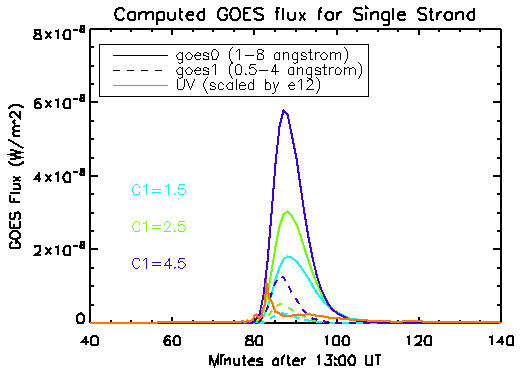 Computed GOES flux for Single Strand
8×10⁻⁸
goes0 (1-8 angstrom)
goes1 (0.5-4 angstrom)
UV (scaled by e12)
6×10⁻⁸
4×10⁻⁸
C1=1.5
C1=2.5
2×10⁻⁸
C1=4.5
0
GOES Flux (W/m^2)
40 60 80 100 120 140
Minutes after 13:00 UT